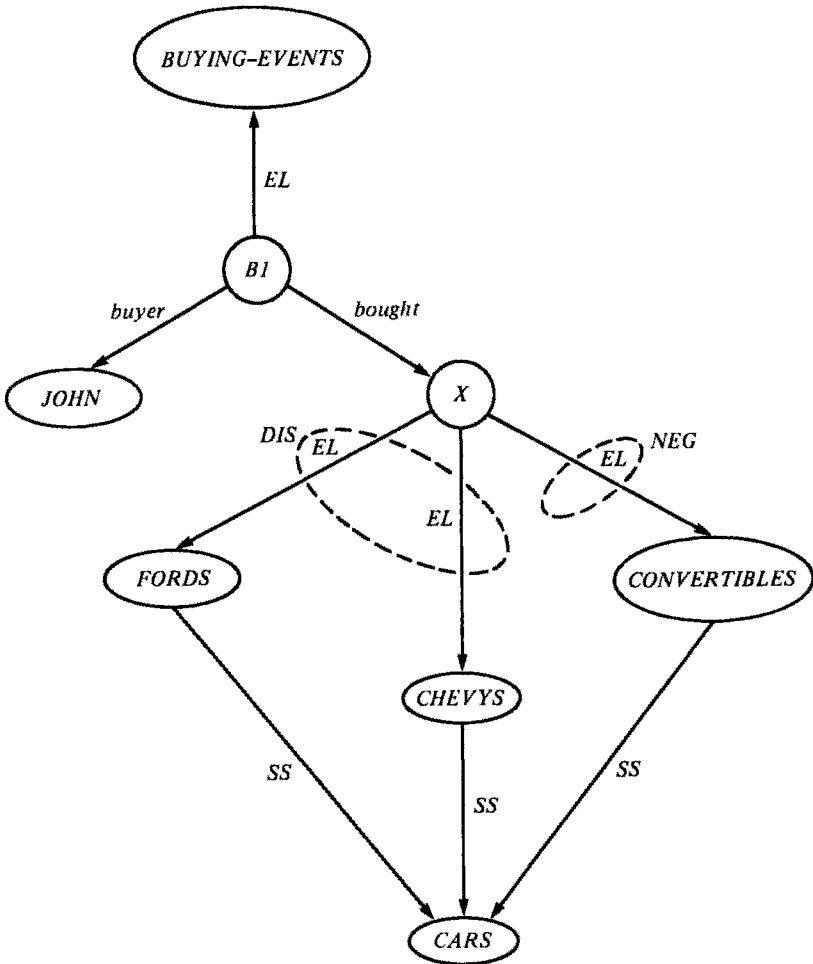 BUYING–EVENTS
EL
B1
buyer
bought
JOHN
X
DIS
EL
EL
NEG
EL
FORDS
CONVERTIBLES
CHEVYS
SS
SS
SS
CARS